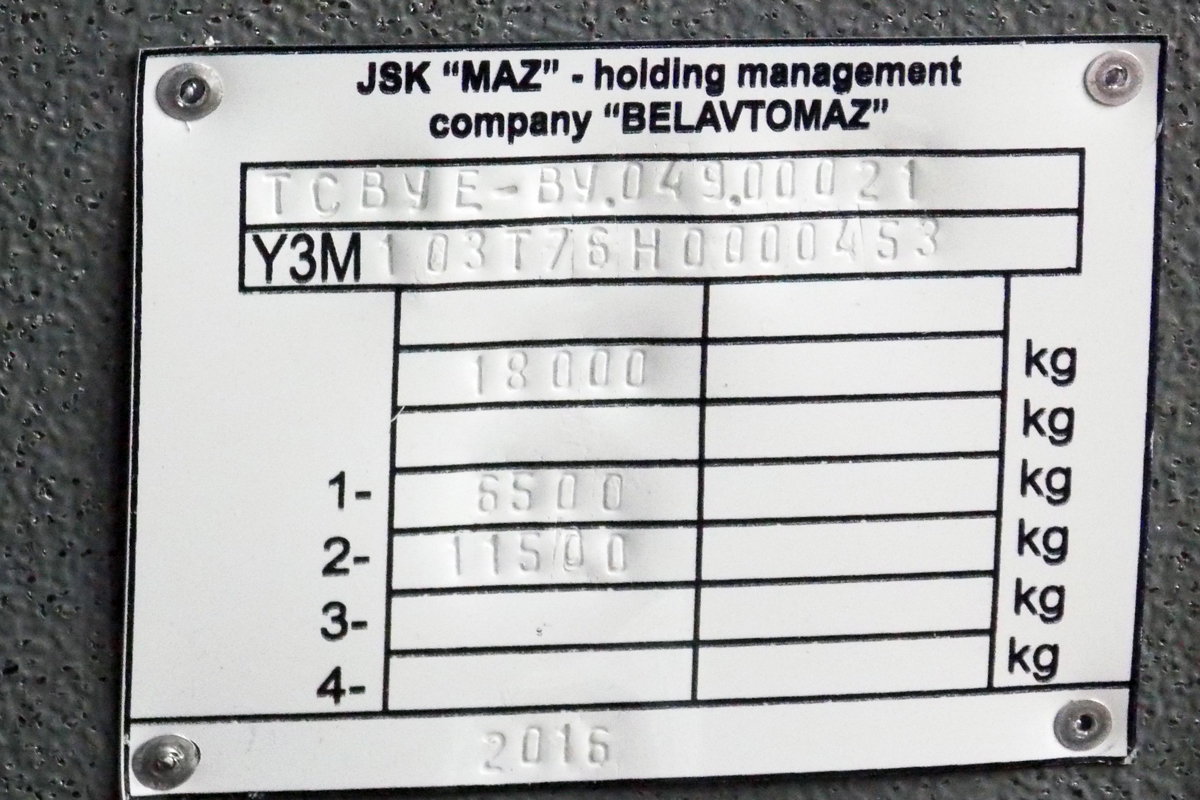 JSK “MAZ” - holding management
company “BELAVTOMAZ”
TCBYE-BY.049.00021
Y3M103T76H0000453
18000 kg
kg
1- 6500 kg
2- 11500 kg
3- kg
4- kg
2016